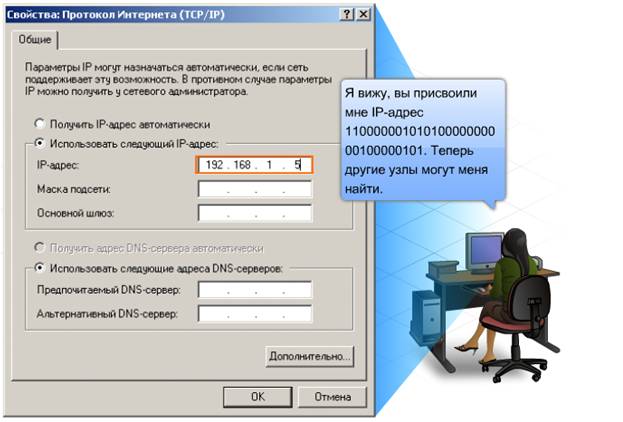 Свойства: Протокол Интернета (TCP/IP)
Общие
Параметры IP могут назначаться автоматически, если сеть
поддерживает эту возможность. В противном случае параметры
IP можно получить у сетевого администратора.
Получить IP-адрес автоматически
Использовать следующий IP-адрес:
IP-адрес: 192 . 168 . 1 . 5
Маска подсети: . . .
Основной шлюз: . . .
Получить адрес DNS-сервера автоматически
Использовать следующие адреса DNS-серверов:
Предпочитаемый DNS-сервер: . . .
Альтернативный DNS-сервер: . . .
Дополнительно...
OK Отмена
Я вижу, вы присвоили
мне IP-адрес
11000000101010000000
00100000101. Теперь
другие узлы могут меня
найти.